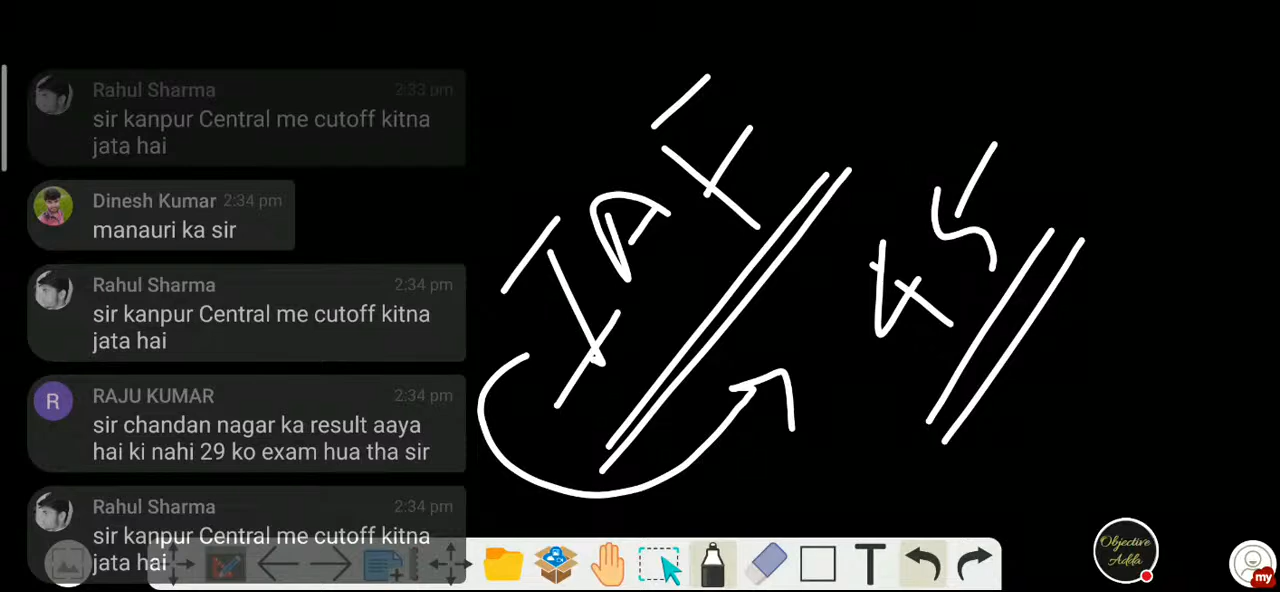 Rahul Sharma 2:33 pm
sir kanpur Central me cutoff kitna
jata hai
Dinesh Kumar 2:34 pm
manauri ka sir
Rahul Sharma 2:34 pm
sir kanpur Central me cutoff kitna
jata hai
RAJU KUMAR 2:34 pm
R
sir chandan nagar ka result aaya
hai ki nahi 29 ko exam hua tha sir
Rahul Sharma 2:34 pm
sir kanpur Central me cutoff kitna
jata hai
IAF
45
T
Objective
Adda
my